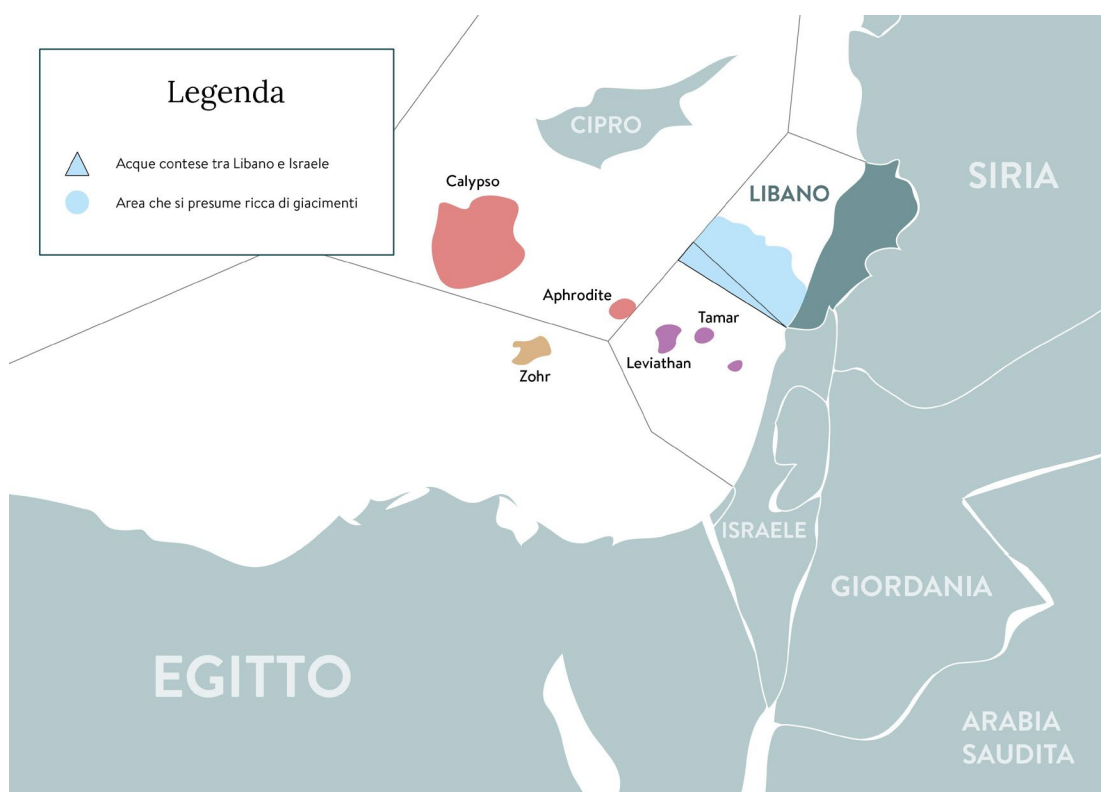 Legenda
Acque contese tra Libano e Israele
Area che si presume ricca di giacimenti
CIPRO
SIRIA
Calypso
LIBANO
Aphrodite
Tamar
Leviathan
Zohr
ISRAELE
GIORDANIA
EGITTO
ARABIA
SAUDITA